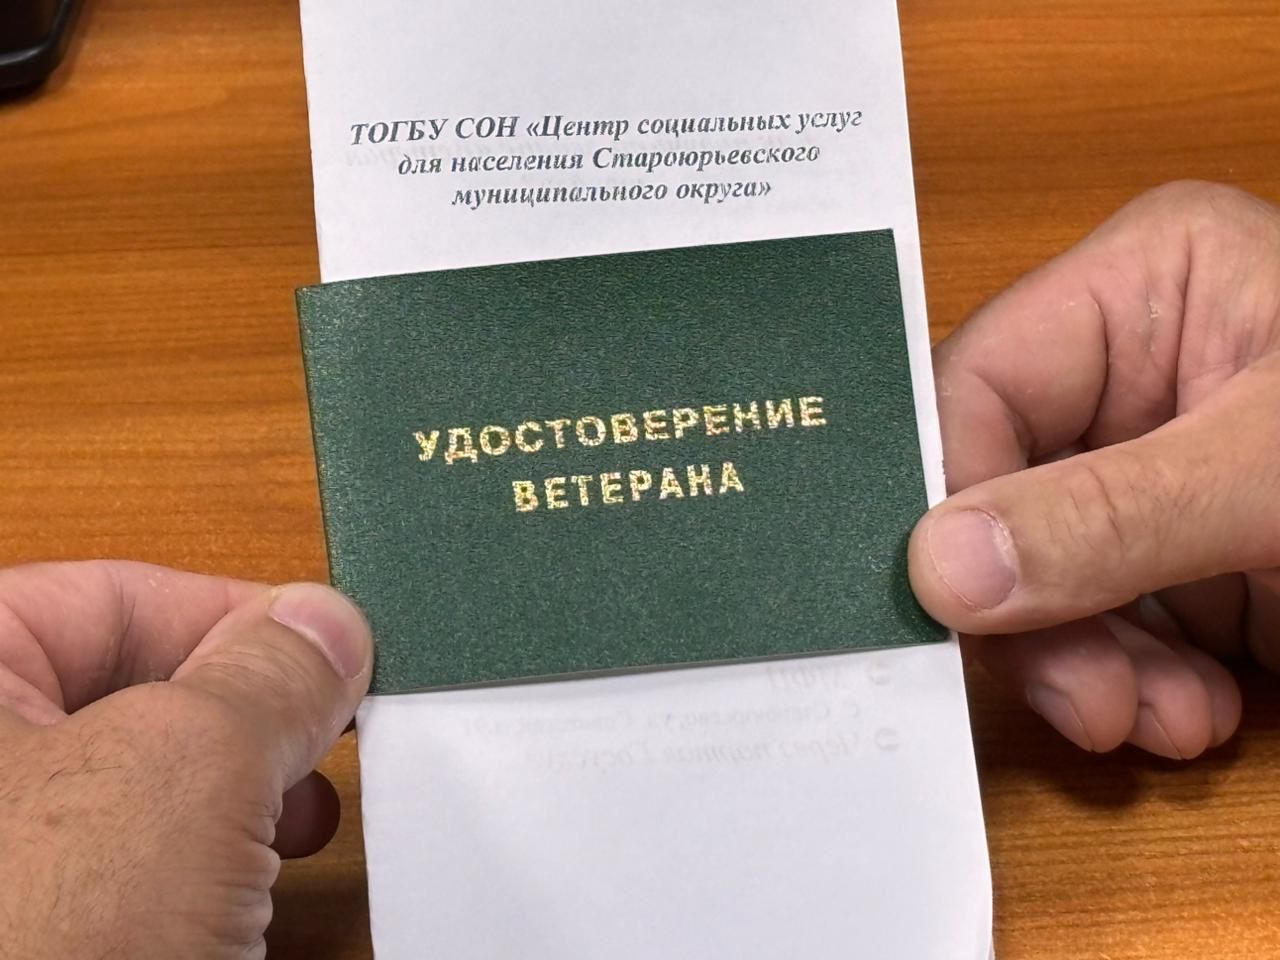 ТОГБУ СОН «Центр социальных услуг
для населения Староюрьевского
муниципального округа»
УДОСТОВЕРЕНИЕ
ВЕТЕРАНА